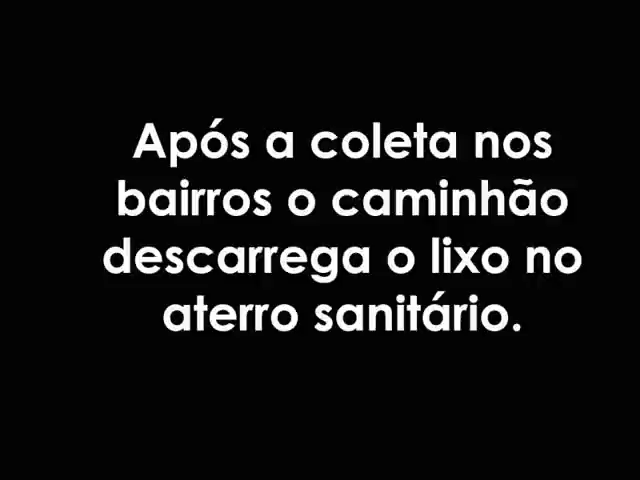 Após a coleta nos
bairros o caminhão
descarrega o lixo no
aterro sanitário.